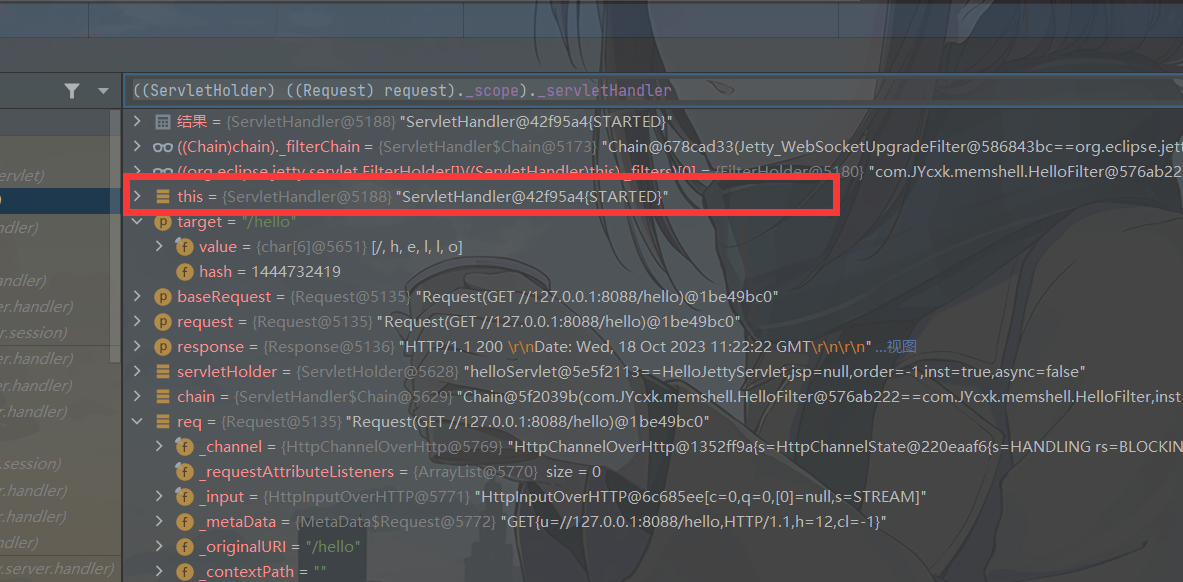 ((ServletHolder) ((Request) request)._scope)._servletHandler
结果 = {ServletHandler@5188} "ServletHandler@42f95a4{STARTED}"
((Chain)chain)._filterChain = {ServletHandler$Chain@5173} "Chain@678cad33(Jetty_WebSocketUpgradeFilter@586843bc==org.eclipse.jett
((org.eclipse.jetty.servlet.FilterHolder[])((ServletHandler)this)._filters)[0] = {FilterHolder@5180} "com.JYcxk.memshell.HelloFilter@576ab22
ervlet)
this = {ServletHandler@5188} "ServletHandler@42f95a4{STARTED}"
target = "/hello"
ndler)
value = {char[6]@5651} [/, h, e, l, l, o]
hash = 1444732419
andler)
baseRequest = {Request@5135} "Request(GET //127.0.0.1:8088/hello)@1be49bc0"
er.handler)
request = {Request@5135} "Request(GET //127.0.0.1:8088/hello)@1be49bc0"
r.session)
response = {Response@5136} "HTTP/1.1 200 \r\nDate: Wed, 18 Oct 2023 11:22:22 GMT\r\n\r\n" ...视图
er.handler)
servletHolder = {ServletHolder@5628} "helloServlet@5e5f2113==HelloJettyServlet,jsp=null,order=-1,inst=true,async=false"
er.handler)
chain = {ServletHandler$Chain@5629} "Chain@5f2039b(com.JYcxk.memshell.HelloFilter@576ab222==com.JYcxk.memshell.HelloFilter,inst
.handler)
req = {Request@5135} "Request(GET //127.0.0.1:8088/hello)@1be49bc0"
_channel = {HttpChannelOverHttp@5769} "HttpChannelOverHttp@1352ff9a{s=HttpChannelState@220eaaf6{s=HANDLING rs=BLOCKIN
.session)
_requestAttributeListeners = {ArrayList@5770} size = 0
.handler)
_input = {HttpInputOverHTTP@5771} "HttpInputOverHTTP@6c685ee[c=0,q=0,[0]=null,s=STREAM]"
.handler)
_metaData = {MetaData$Request@5772} "GET{u=//127.0.0.1:8088/hello,HTTP/1.1,h=12,cl=-1}"
ndler)
_originalURI = "/hello"
.server.handler)
_contextPath = ""